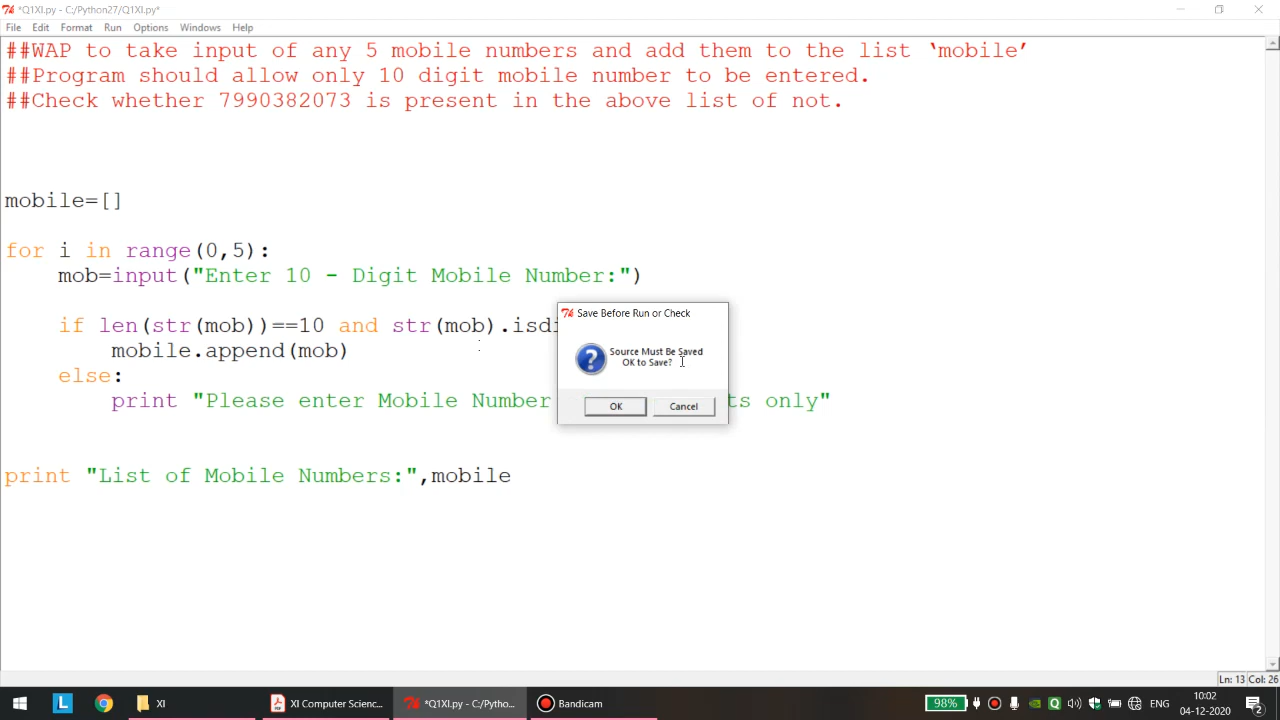 *Q1XI.py - C:/Python27/Q1XI.py*
File Edit Format Run Options Windows Help
##WAP to take input of any 5 mobile numbers and add them to the list ‘mobile’
##Program should allow only 10 digit mobile number to be entered.
##Check whether 7990382073 is present in the above list of not.
mobile=[]
for i in range(0,5):
mob=input("Enter 10 - Digit Mobile Number:")
if len(str(mob))==10 and str(mob).isdi
mobile.append(mob)
else:
print "Please enter Mobile Number ts only"
print "List of Mobile Numbers:",mobile
Save Before Run or Check
Source Must Be Saved
OK to Save?
OK Cancel
Ln: 13 Col: 26
L XI XI Computer Scienc... *Q1XI.py - C:/Pytho... Bandicam 98% ENG 10:02
04-12-2020 2